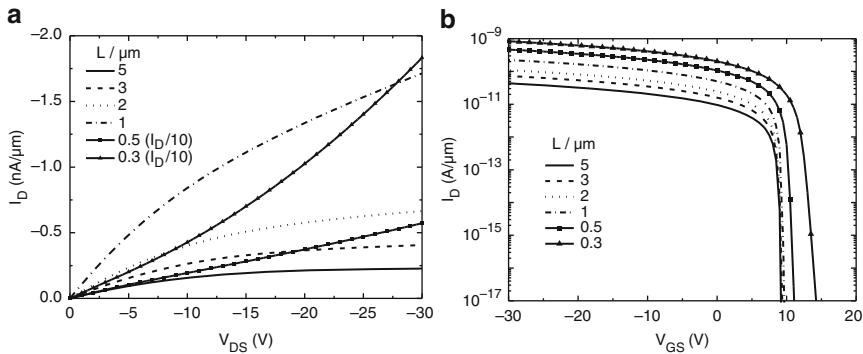 a
L / μm
5
3
2
1
0.5 (I_D/10)
0.3 (I_D/10)
I_D (nA/μm)
−2.0
−1.5
−1.0
−0.5
0.0
0 −5 −10 −15 −20 −25 −30
V_DS (V)
b
I_D (A/μm)
10⁻⁹
10⁻¹¹
10⁻¹³
10⁻¹⁵
10⁻¹⁷
L / μm
5
3
2
1
0.5
0.3
−30 −20 −10 0 10 20
V_GS (V)